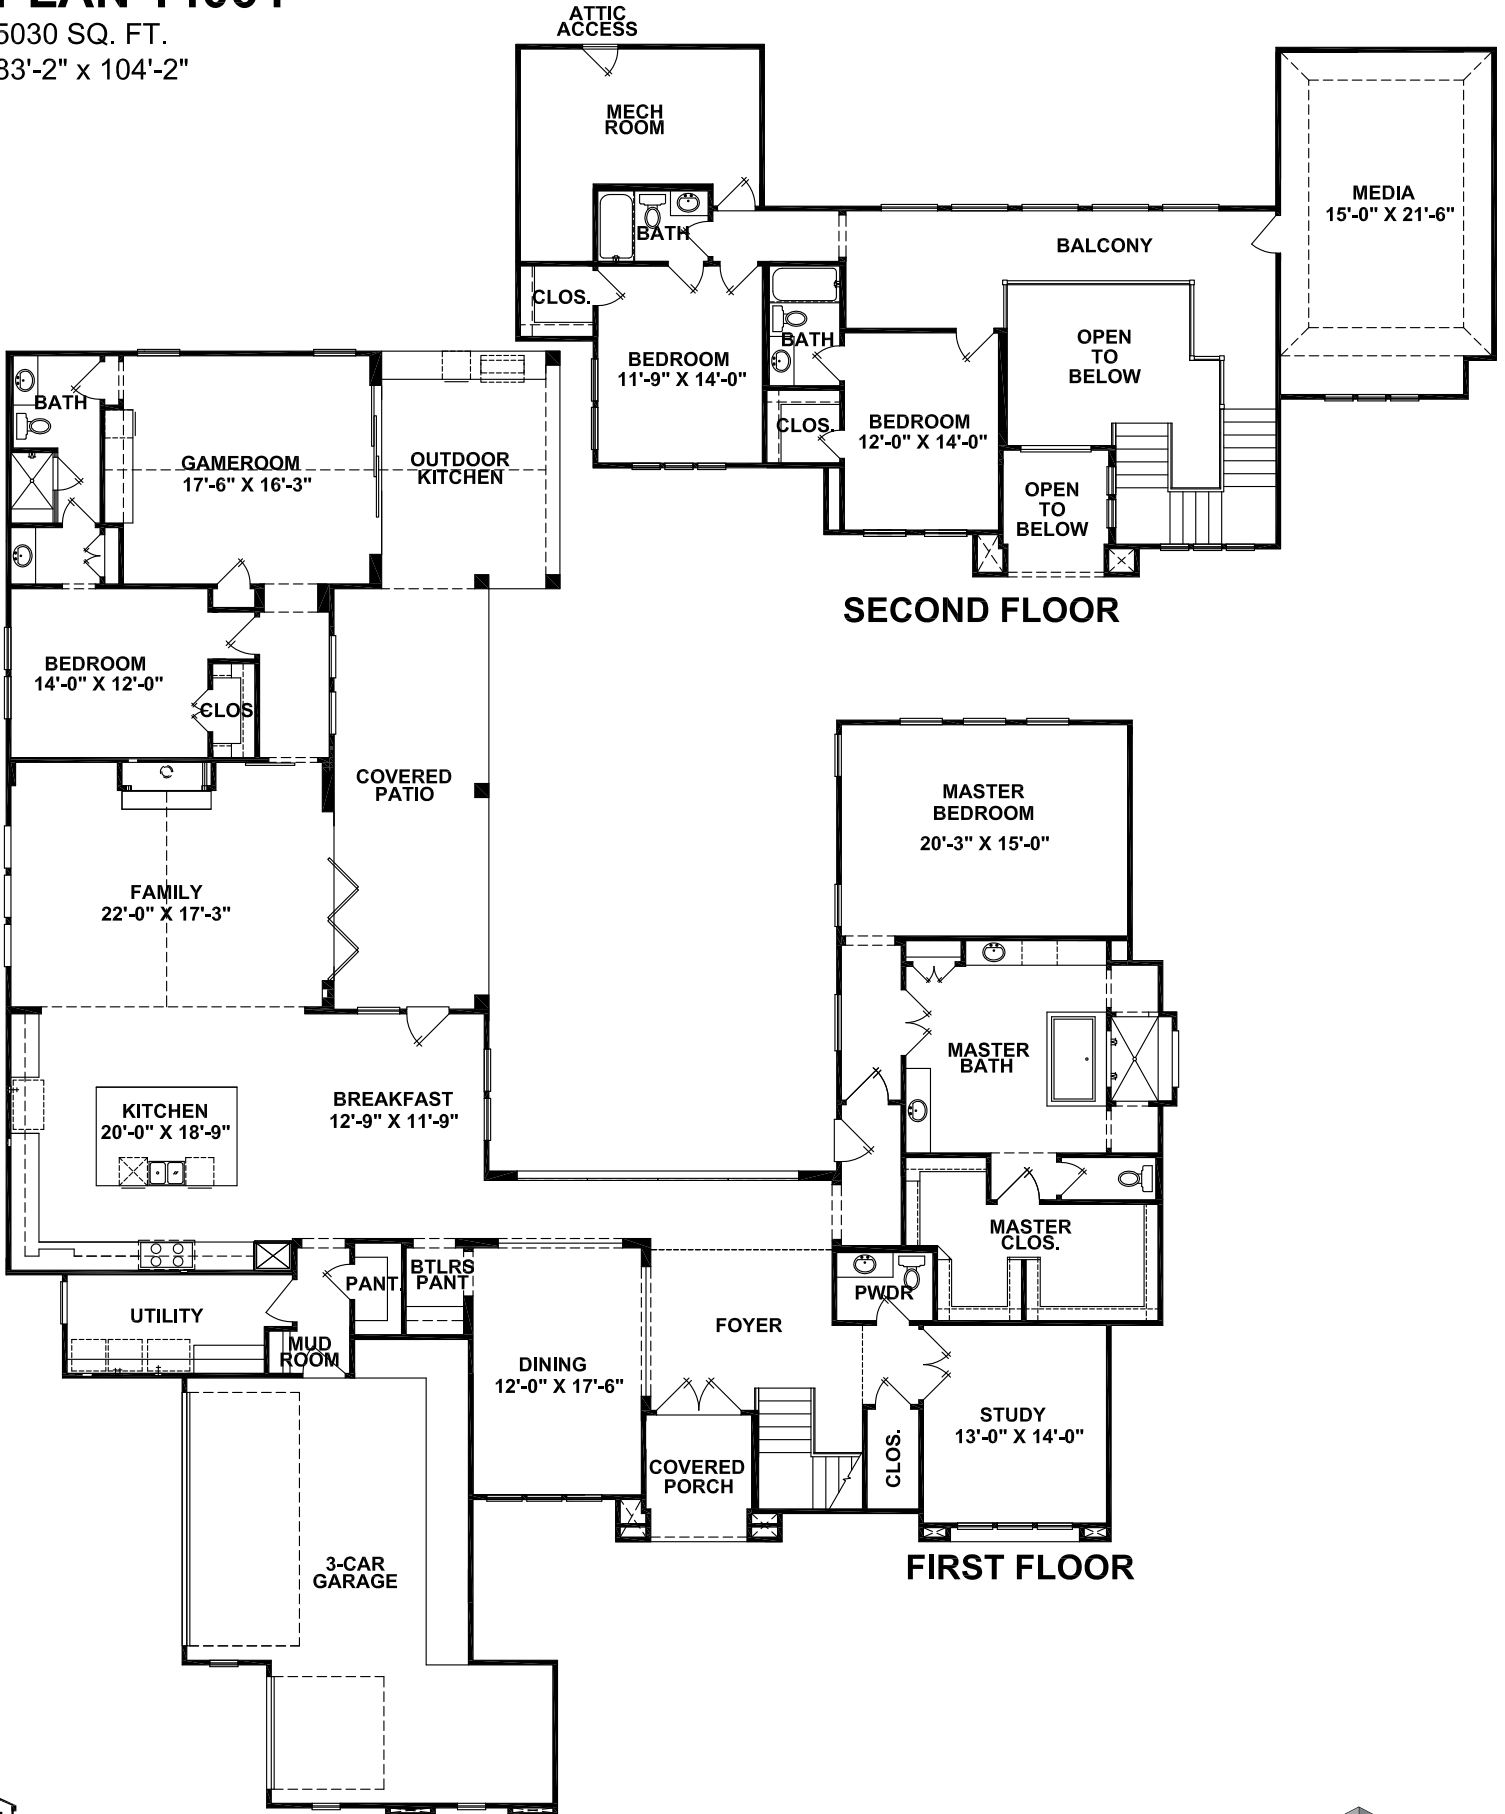 5030 SQ. FT.
83'-2" x 104'-2"
ATTIC
ACCESS
MECH
ROOM
BATH
CLOS.
BEDROOM
11'-9" X 14'-0"
BATH
CLOS.
BEDROOM
12'-0" X 14'-0"
BALCONY
OPEN
TO
BELOW
OPEN
TO
BELOW
MEDIA
15'-0" X 21'-6"
SECOND FLOOR
BATH
GAMEROOM
17'-6" X 16'-3"
OUTDOOR
KITCHEN
BEDROOM
14'-0" X 12'-0"
CLOS
COVERED
PATIO
FAMILY
22'-0" X 17'-3"
KITCHEN
20'-0" X 18'-9"
BREAKFAST
12'-9" X 11'-9"
MASTER
BEDROOM
20'-3" X 15'-0"
MASTER
BATH
MASTER
CLOS.
PWDR
UTILITY
MUD
ROOM
PANT.
BTLRS
PANT
DINING
12'-0" X 17'-6"
FOYER
COVERED
PORCH
CLOS.
STUDY
13'-0" X 14'-0"
3-CAR
GARAGE
FIRST FLOOR